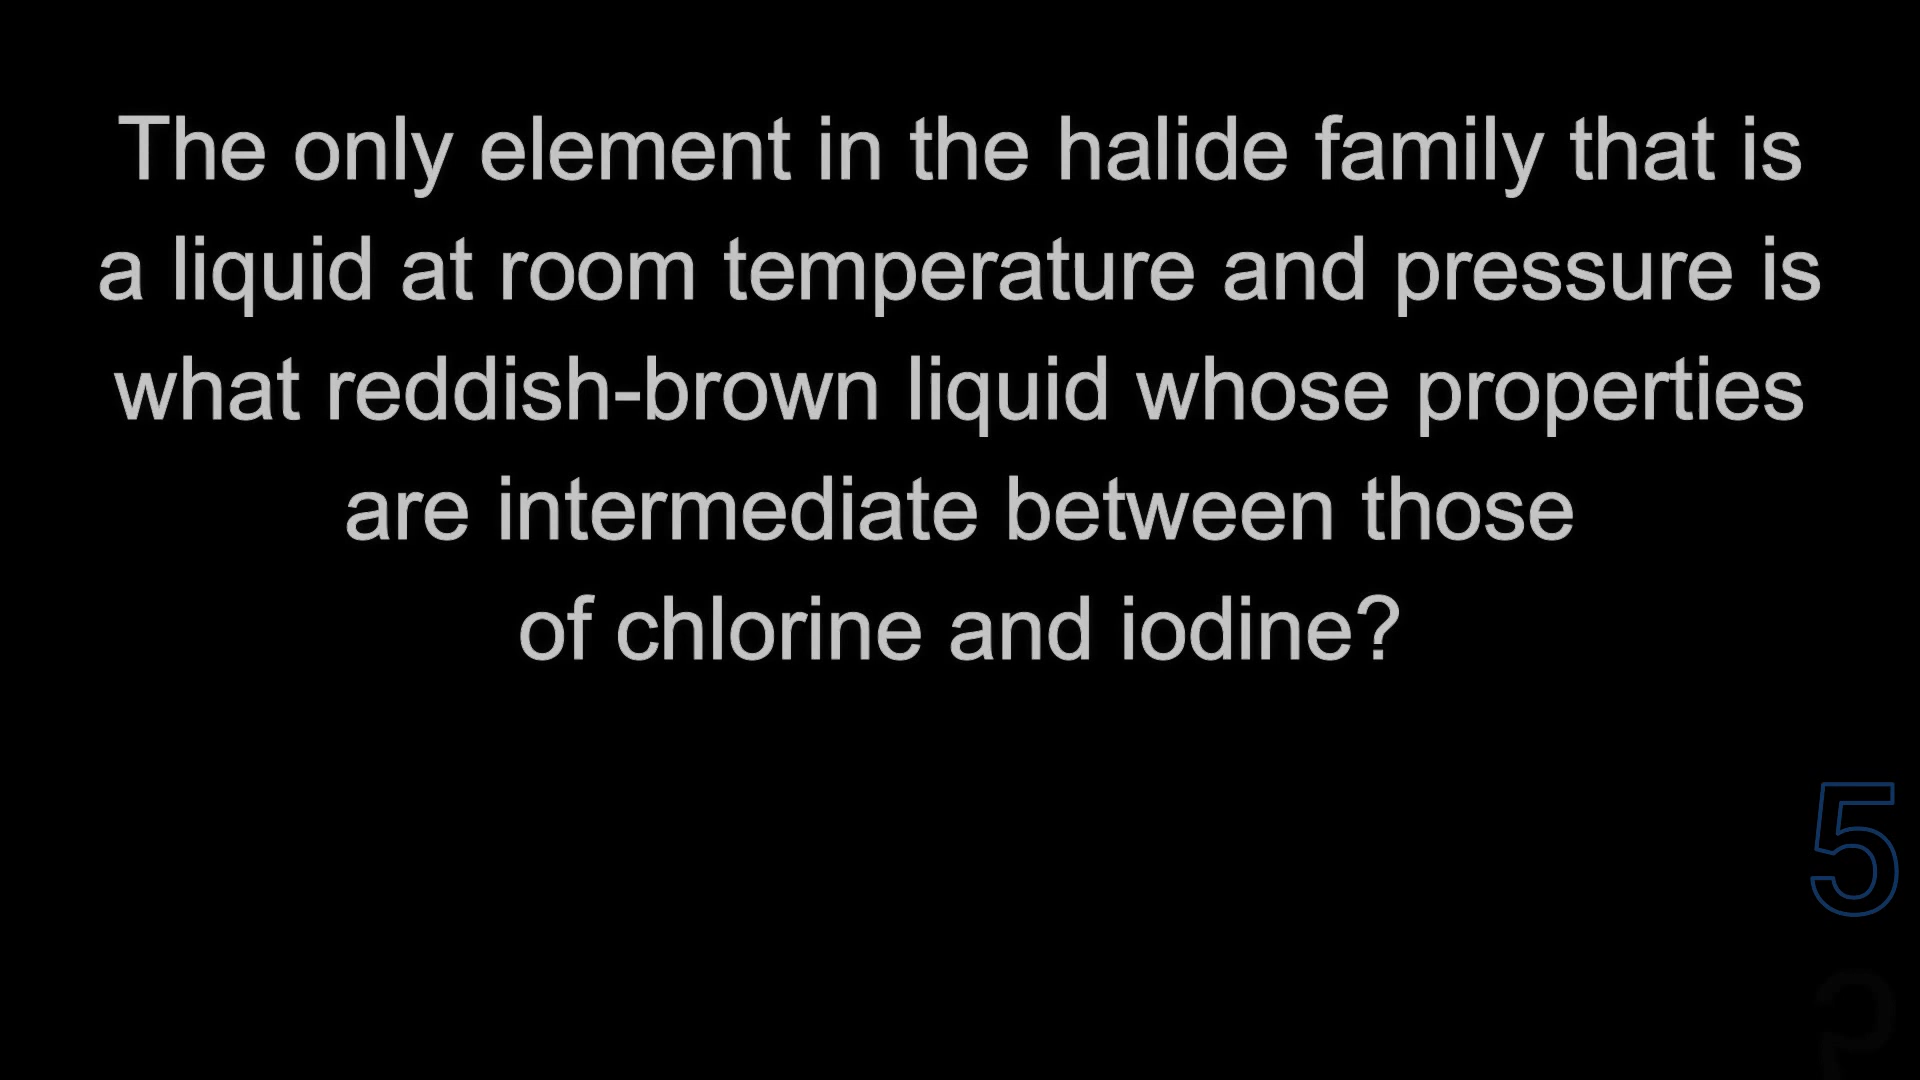 The only element in the halide family that is
a liquid at room temperature and pressure is
what reddish-brown liquid whose properties
are intermediate between those
of chlorine and iodine?
5